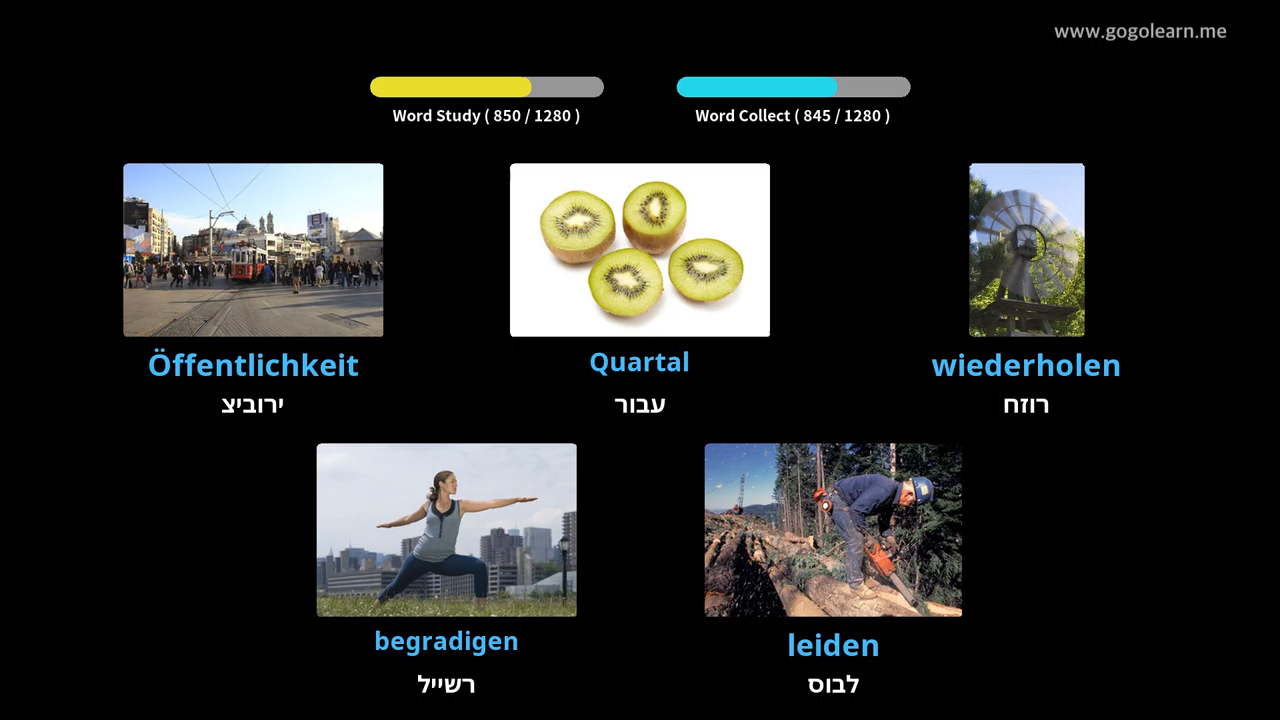 www.gogolearn.me
Word Study ( 850 / 1280 )
Word Collect ( 845 / 1280 )
Öffentlichkeit
ירוביצ
Quartal
עבור
wiederholen
רוזח
begradigen
רשייל
leiden
לבוס